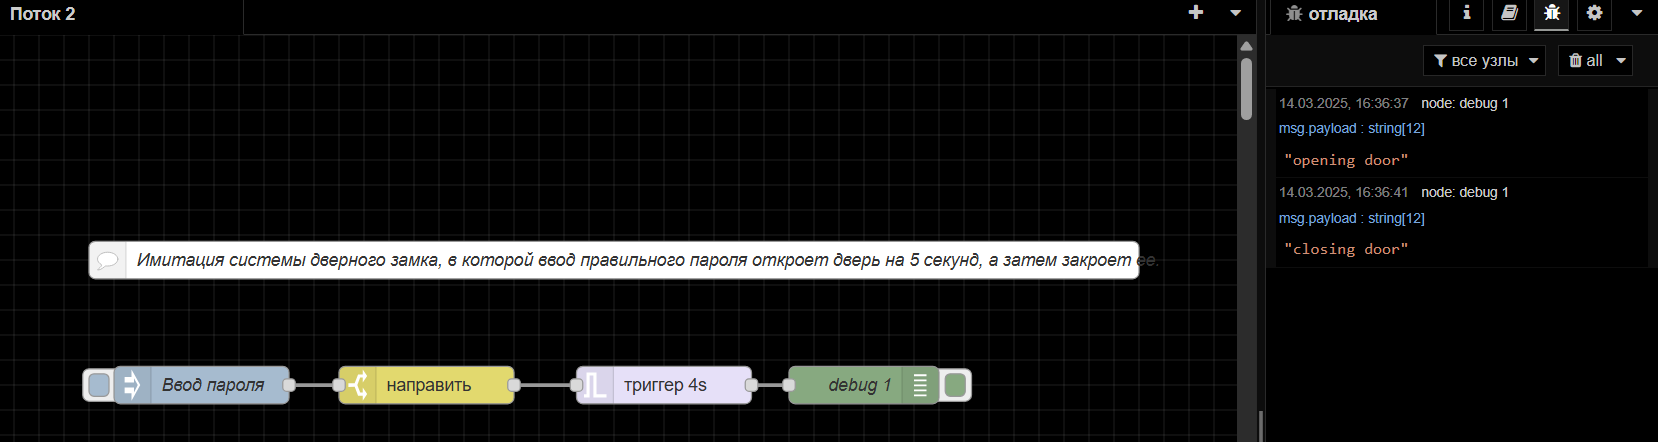 Поток 2
отладка
все узлы
all
14.03.2025, 16:36:37 node: debug 1
msg.payload : string[12]
"opening door"
14.03.2025, 16:36:41 node: debug 1
msg.payload : string[12]
"closing door"
Имитация системы дверного замка, в которой ввод правильного пароля откроет дверь на 5 секунд, а затем закроет ее.
Ввод пароля
направить
триггер 4s
debug 1